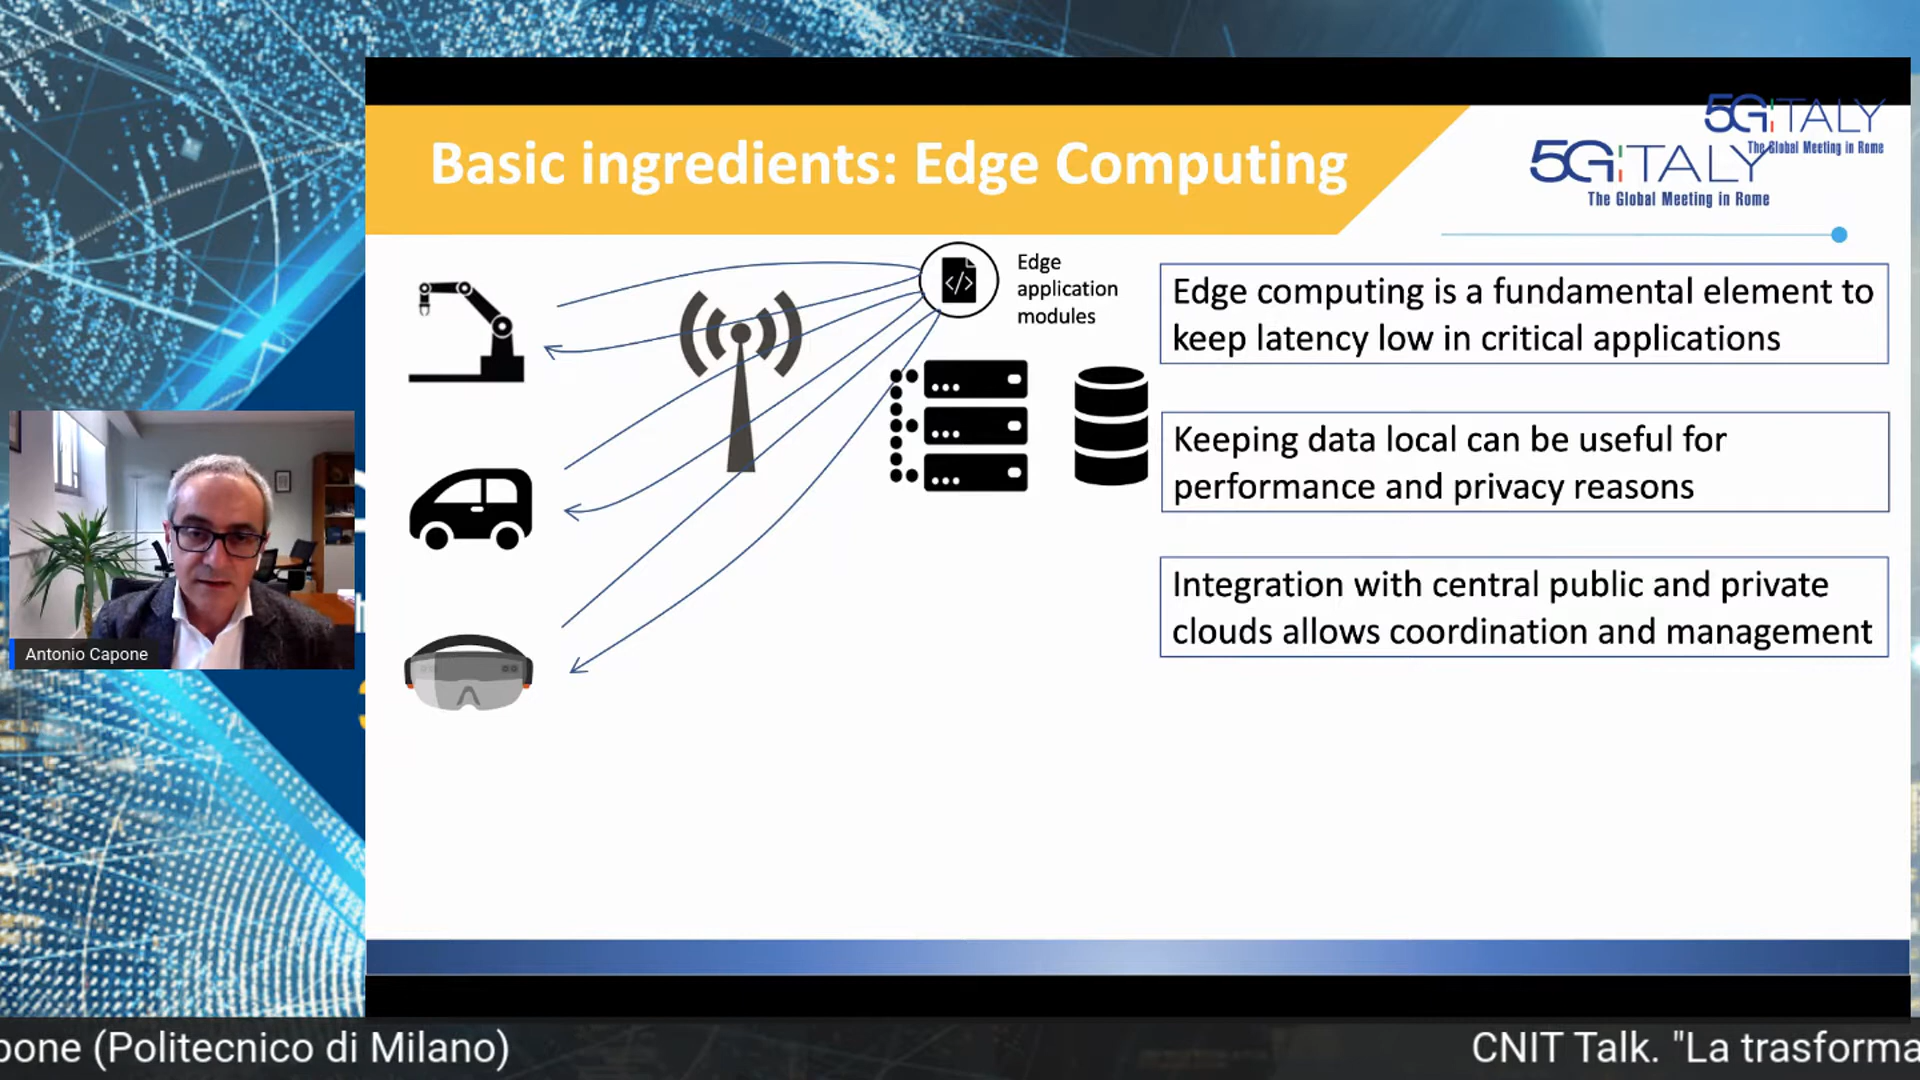 Basic ingredients: Edge Computing
5G:ITALY
The Global Meeting in Rome
5G:ITALY
The Global Meeting in Rome
Edge
application
modules
Edge computing is a fundamental element to
keep latency low in critical applications
Keeping data local can be useful for
performance and privacy reasons
Integration with central public and private
clouds allows coordination and management
Antonio Capone
pone (Politecnico di Milano)
CNIT Talk. "La trasforma